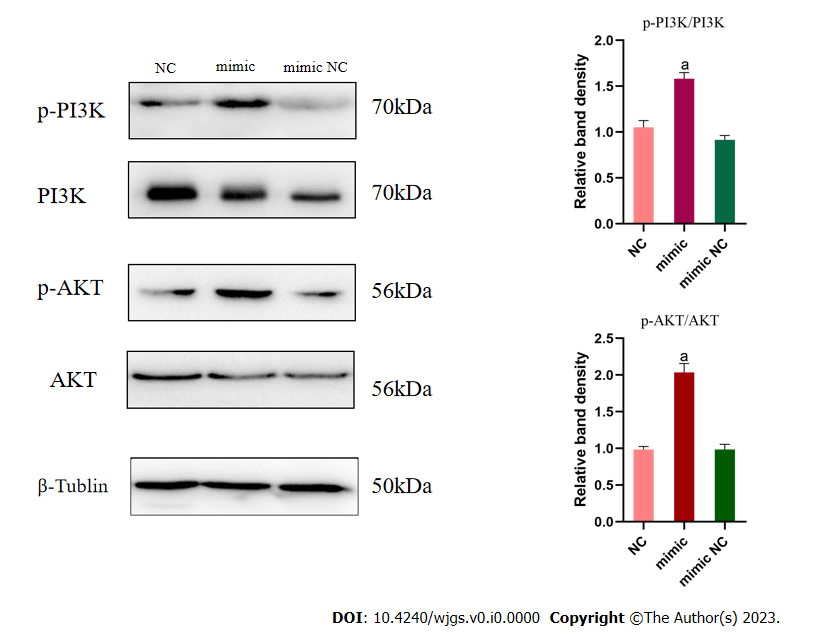 NC mimic mimic NC
p-PI3K 70kDa
PI3K 70kDa
p-AKT 56kDa
AKT 56kDa
β-Tublin 50kDa
p-PI3K/PI3K
Relative band density
2.0
1.5
1.0
0.5
0.0
a
NC mimic mimic NC
p-AKT/AKT
Relative band density
2.5
2.0
1.5
1.0
0.5
0.0
a
NC mimic mimic NC
DOI: 10.4240/wjgs.v0.i0.0000 Copyright ©The Author(s) 2023.